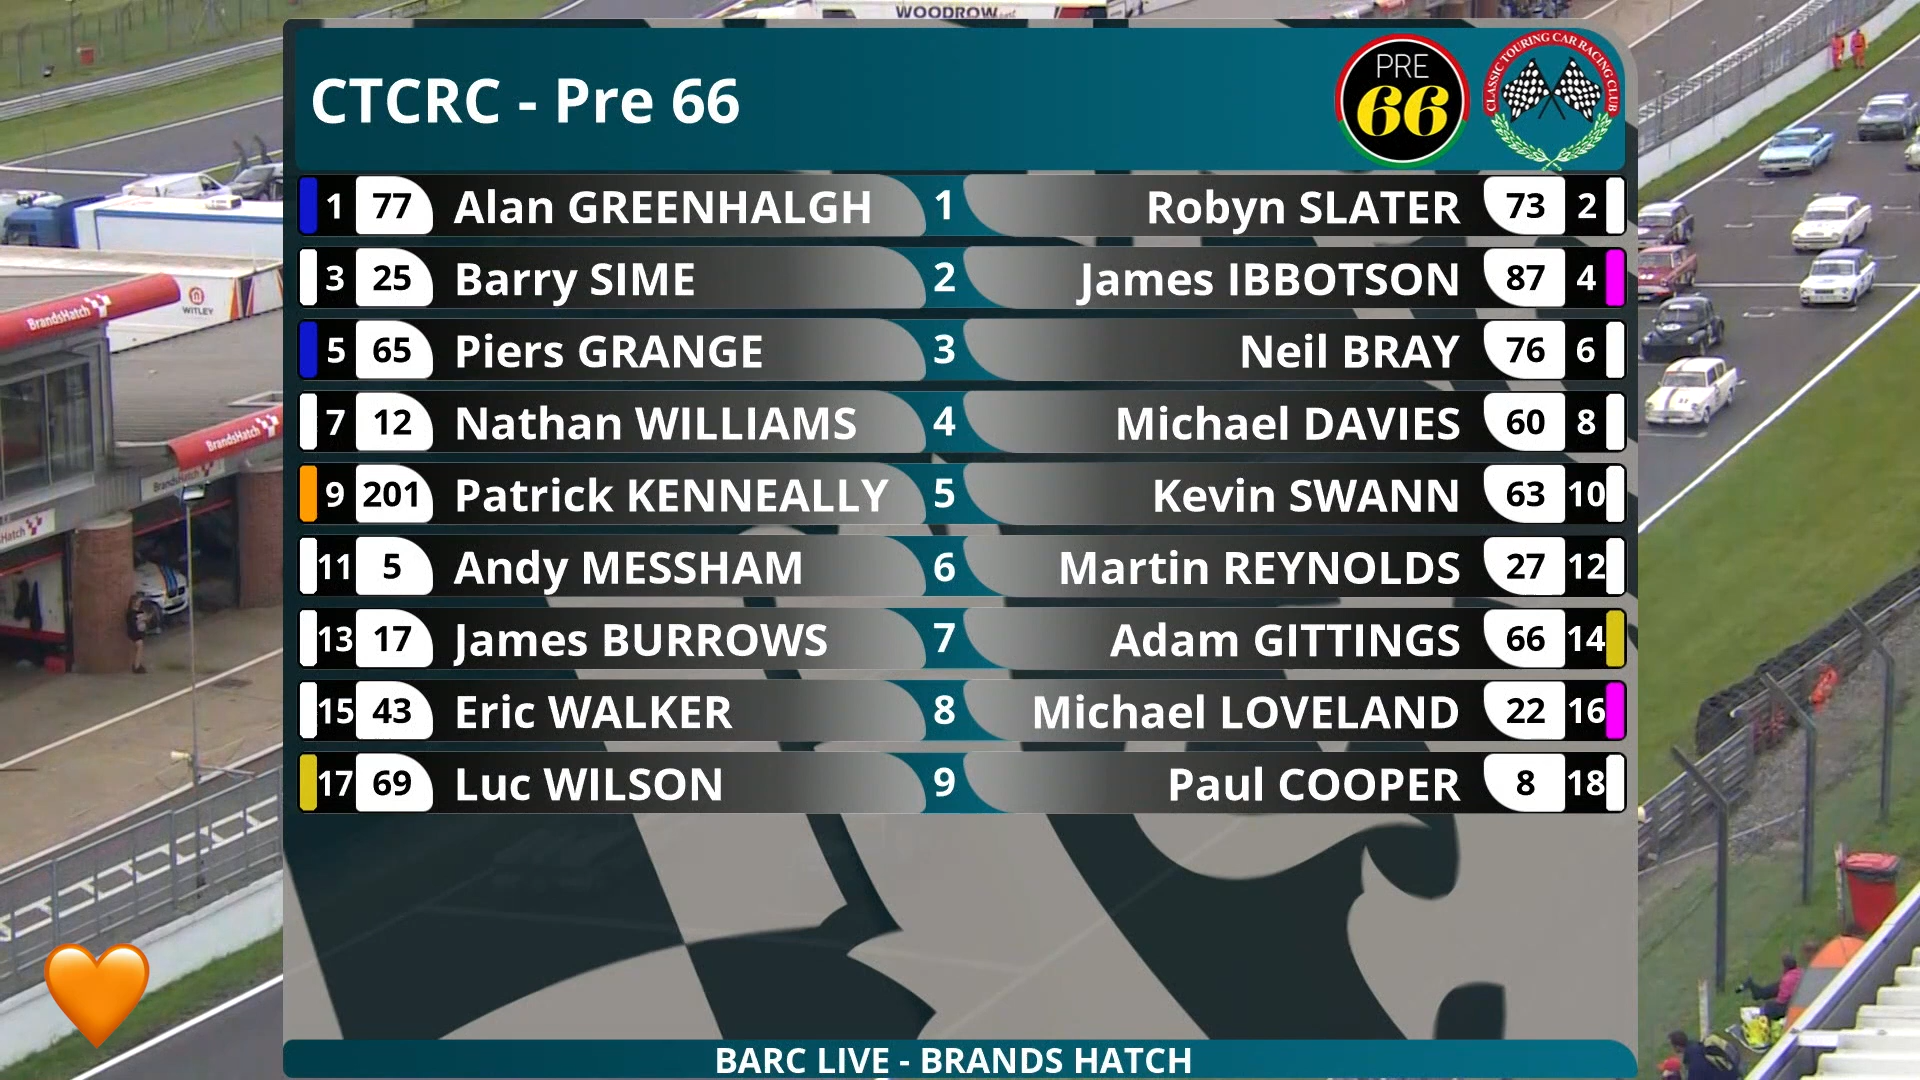 WOODROW
CTCRC - Pre 66
PRE
66
CLASSIC TOURING CAR RACING CLUB
1 77 Alan GREENHALGH 1 Robyn SLATER 73 2
3 25 Barry SIME 2 James IBBOTSON 87 4
5 65 Piers GRANGE 3 Neil BRAY 76 6
7 12 Nathan WILLIAMS 4 Michael DAVIES 60 8
9 201 Patrick KENNEALLY 5 Kevin SWANN 63 10
11 5 Andy MESSHAM 6 Martin REYNOLDS 27 12
13 17 James BURROWS 7 Adam GITTINGS 66 14
15 43 Eric WALKER 8 Michael LOVELAND 22 16
17 69 Luc WILSON 9 Paul COOPER 8 18
WITLEY
BrandsHatch
BrandsHatch
BARC LIVE - BRANDS HATCH